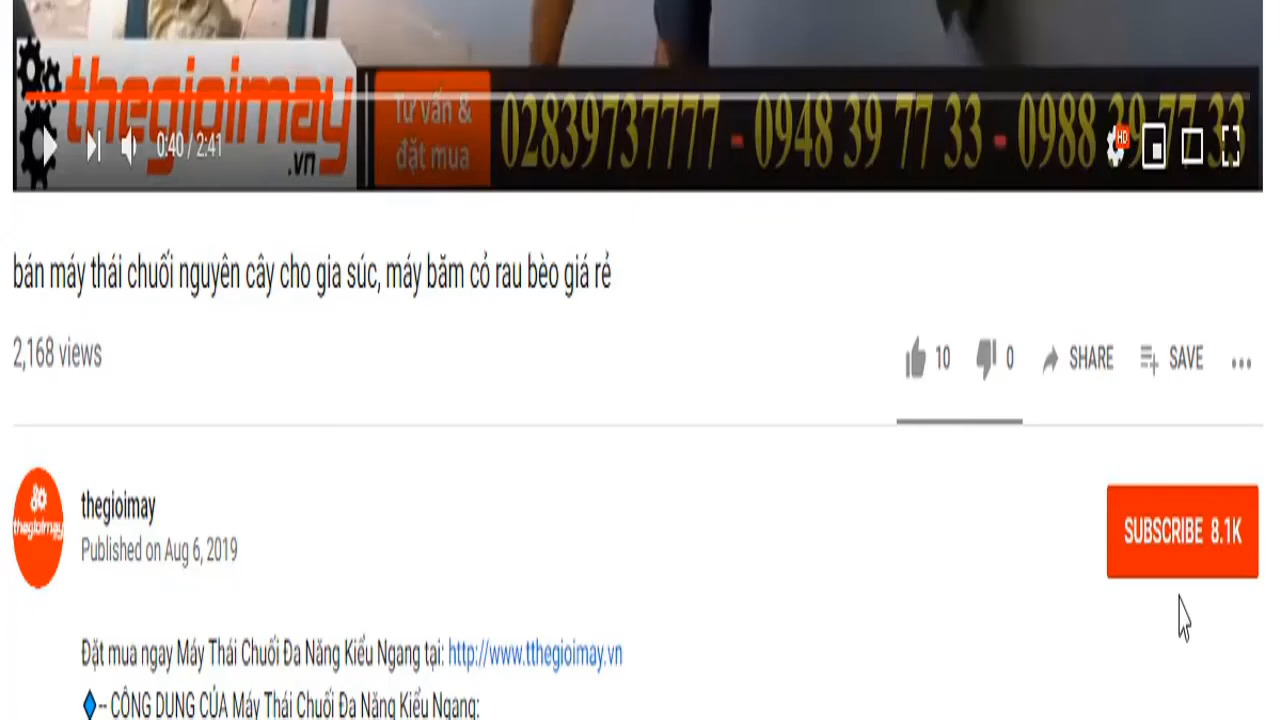 thegioimay
.vn
Tư vấn &
đặt mua
02839737777 - 0948 39 77 33 - 0988 39 77 33
HD
0:40 / 2:41
bán máy thái chuối nguyên cây cho gia súc, máy băm cỏ rau bèo giá rẻ
2,168 views
10 0 SHARE SAVE
thegioimay
thegioimay
Published on Aug 6, 2019
SUBSCRIBE 8.1K
Đặt mua ngay Máy Thái Chuối Đa Năng Kiểu Ngang tại: http://www.tthegioimay.vn
-- CÔNG DỤNG CỦA Máy Thái Chuối Đa Năng Kiểu Ngang: